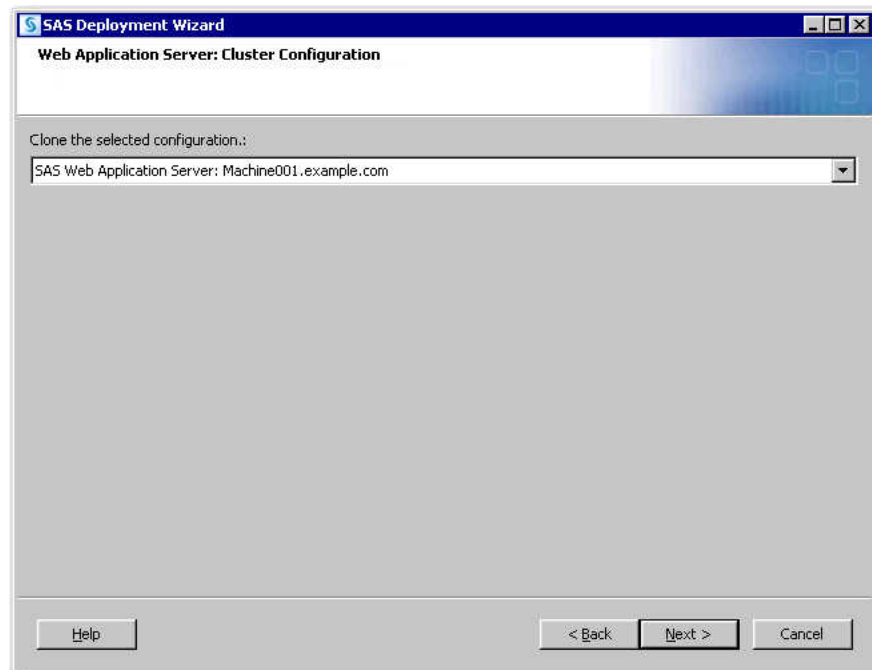 SAS Deployment Wizard
Web Application Server: Cluster Configuration
Clone the selected configuration.:
SAS Web Application Server: Machine001.example.com
Help
< Back
Next >
Cancel